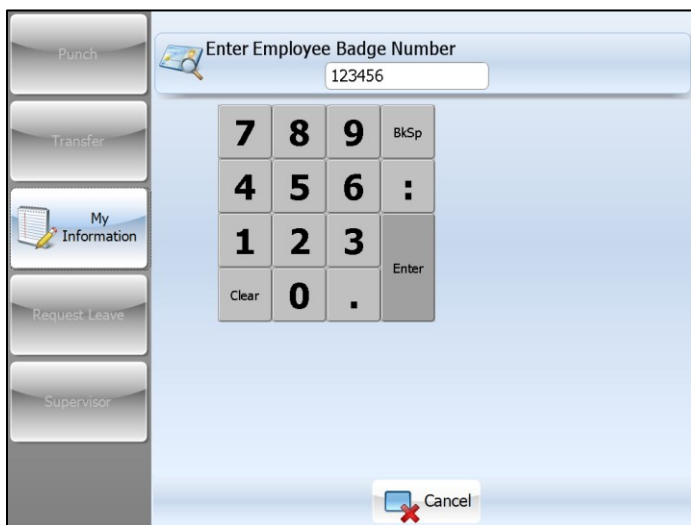 Punch
Transfer
My
Information
Request Leave
Supervisor
Enter Employee Badge Number
123456
7 8 9 BkSp
4 5 6 :
1 2 3
Enter
Clear 0 .
Cancel